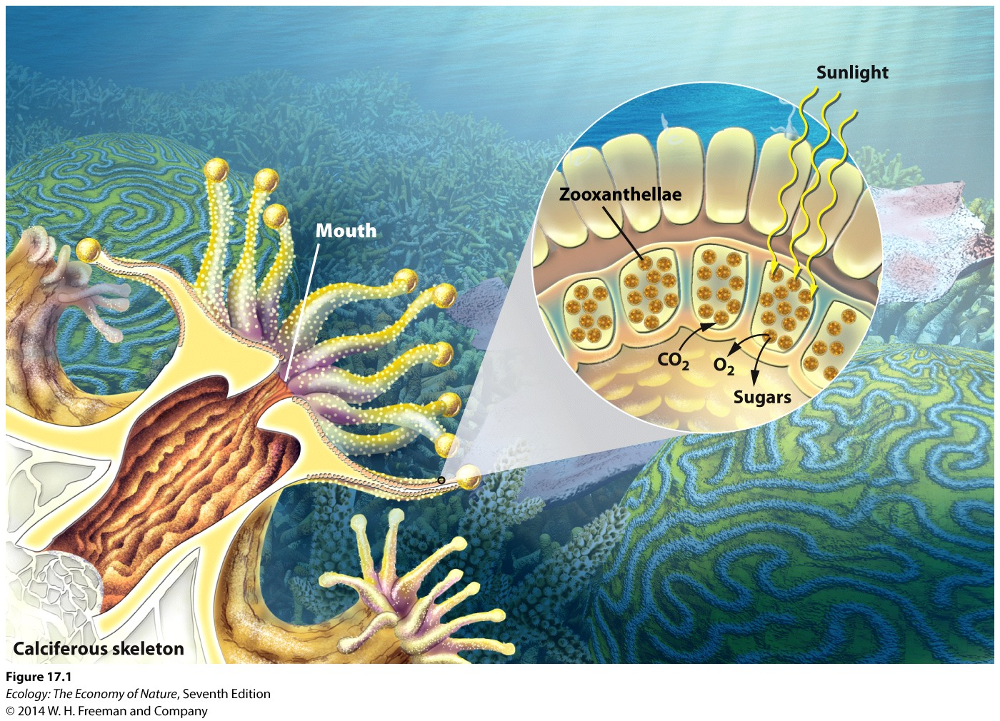 Sunlight
Zooxanthellae
Mouth
CO₂
O₂
Sugars
Calciferous skeleton
Figure 17.1
Ecology: The Economy of Nature, Seventh Edition
© 2014 W. H. Freeman and Company